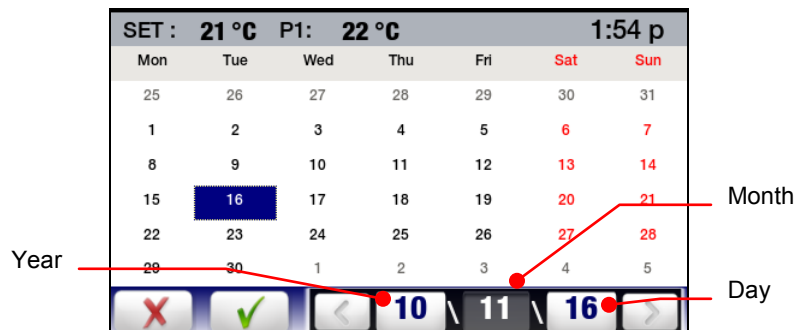 SET : 21 °C P1: 22 °C 1:54 p
Mon Tue Wed Thu Fri Sat Sun
25 26 27 28 29 30 31
1 2 3 4 5 6 7
8 9 10 11 12 13 14
15 16 17 18 19 20 21
Month
22 23 24 25 26 27 28
Year
29 30 1 2 3 4 5
Day
10 \ 11 \ 16